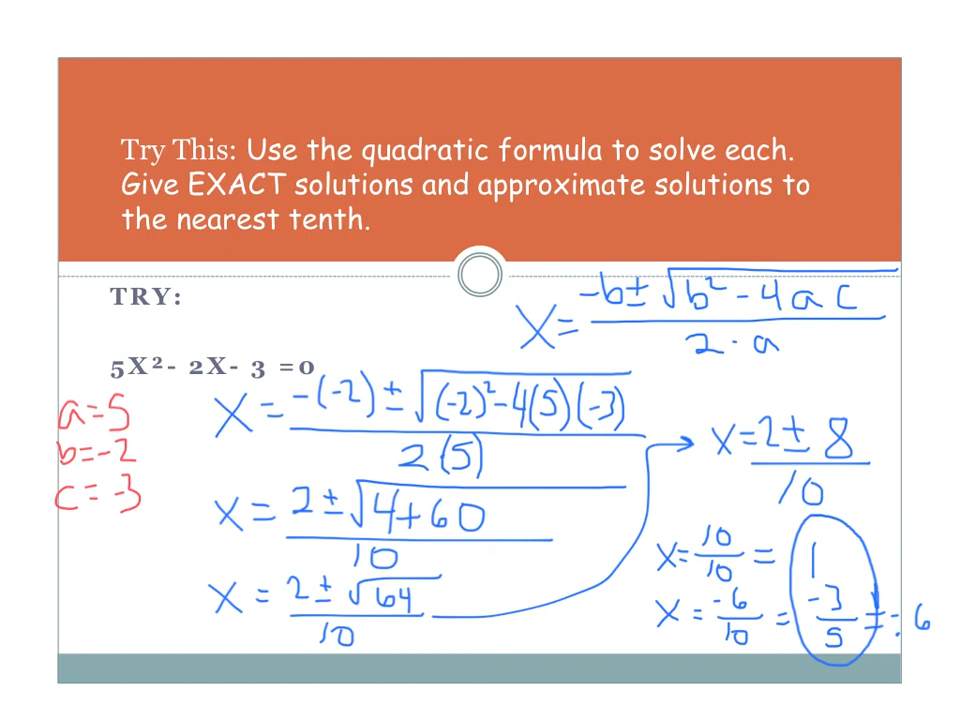 Try This: Use the quadratic formula to solve each.
Give EXACT solutions and approximate solutions to
the nearest tenth.
TRY:
x = (-b ± √(b² - 4ac)) / (2 · a)
5X² - 2X - 3 = 0
a = 5
b = -2
c = -3
x = (-(-2) ± √((-2)² - 4(5)(-3))) / (2(5))
x = (2 ± √(4 + 60)) / 10
x = (2 ± √64) / 10
x = (2 ± 8) / 10
x = 10/10 = 1
x = -6/10 = -3/5 = -.6